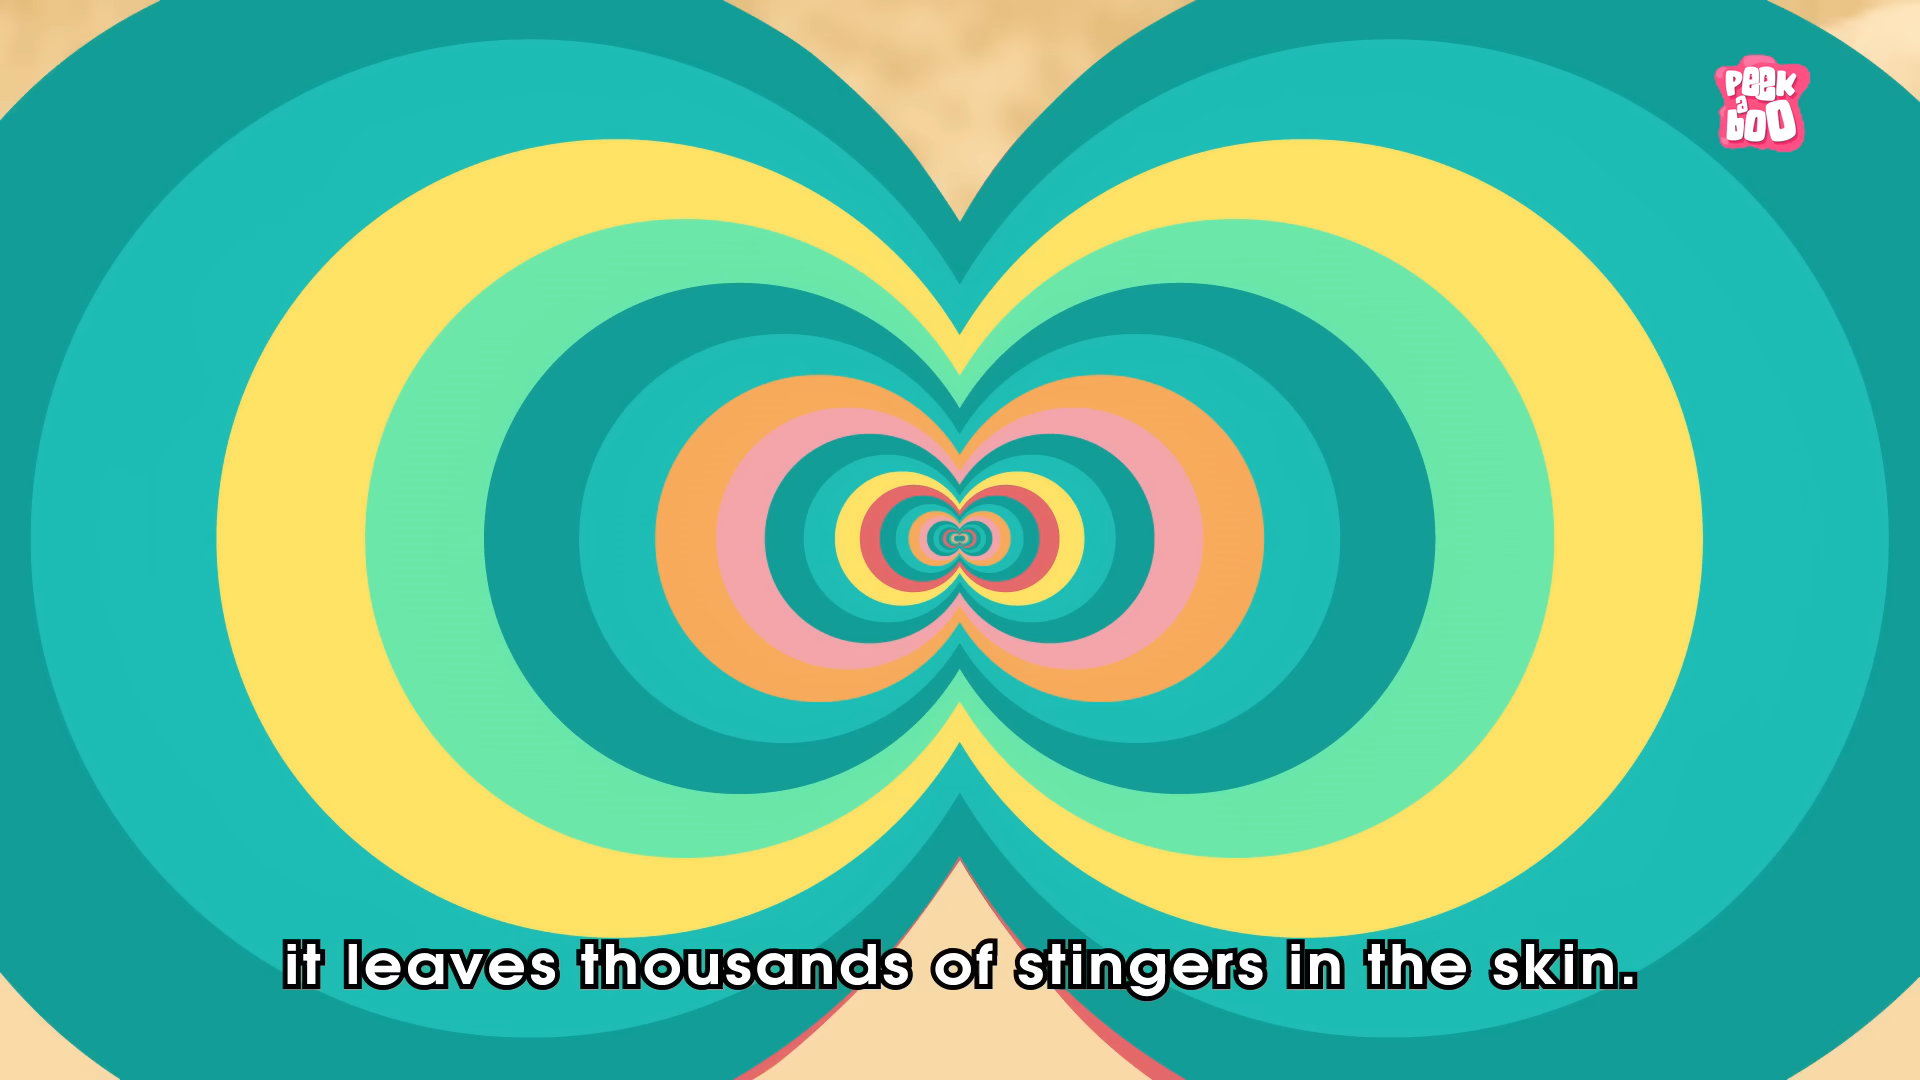 PEEK
a
boo
it leaves thousands of stingers in the skin.